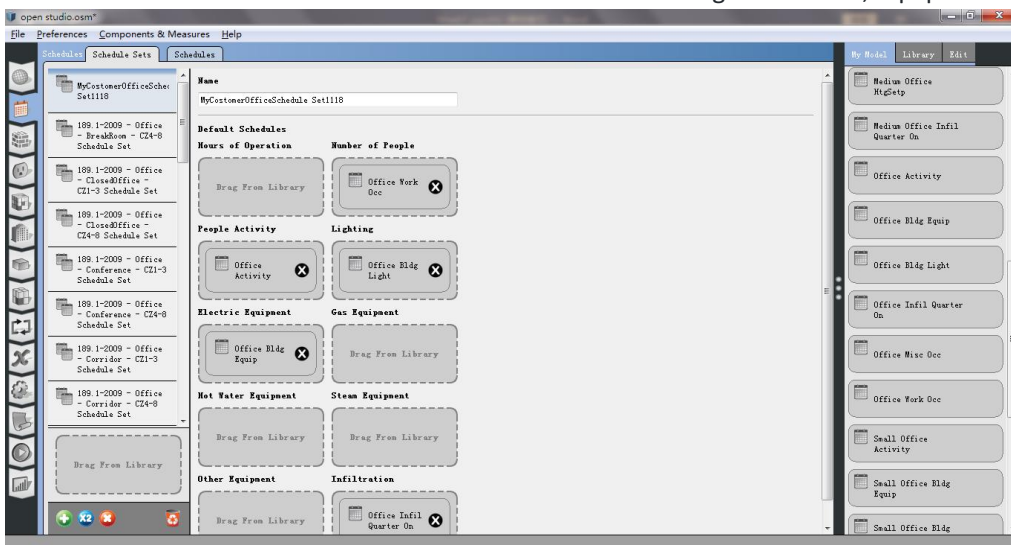 open studio.osm*
File Preferences Components & Measures Help
Schedules Schedule Sets Schedules
My Model Library Edit
MyCostomerOfficeSche
Set1118
189.1-2009 - Office
- BreakRoom - CZ4-8
Schedule Set
189.1-2009 - Office
- ClosedOffice -
CZ1-3 Schedule Set
189.1-2009 - Office
- ClosedOffice -
CZ4-8 Schedule Set
189.1-2009 - Office
- Conference - CZ1-3
Schedule Set
189.1-2009 - Office
- Conference - CZ4-8
Schedule Set
189.1-2009 - Office
- Corridor - CZ1-3
Schedule Set
189.1-2009 - Office
- Corridor - CZ4-8
Schedule Set
Drag From Library
X2
Name
MyCostomerOfficeSchedule Set1118
Default Schedules
Hours of Operation Number of People
Drag From Library
Office Work
Occ
People Activity Lighting
Office
Activity
Office Bldg
Light
Electric Equipment Gas Equipment
Office Bldg
Equip
Drag From Library
Hot Water Equipment Steam Equipment
Drag From Library Drag From Library
Other Equipment Infiltration
Drag From Library
Office Infil
Quarter On
Medium Office
HtgSetp
Medium Office Infil
Quarter On
Office Activity
Office Bldg Equip
Office Bldg Light
Office Infil Quarter
On
Office Misc Occ
Office Work Occ
Small Office
Activity
Small Office Bldg
Equip
Small Office Bldg